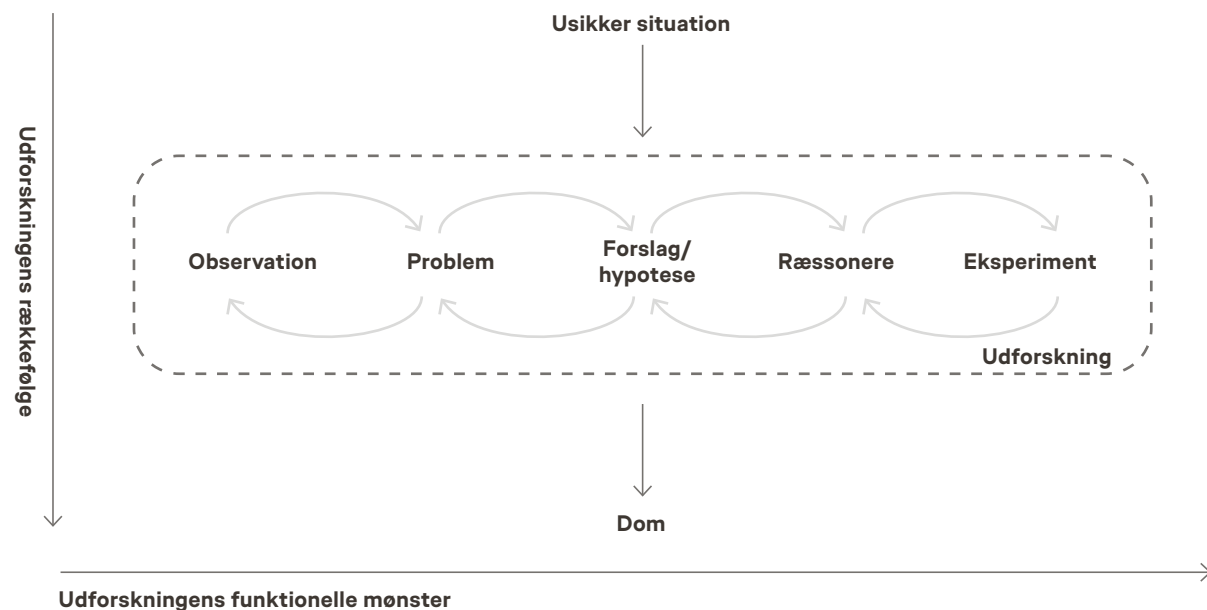 Usikker situation
Udforskningens rækkefølge
Observation
Problem
Forslag/
hypotese
Ræssonere
Eksperiment
Udforskning
Dom
Udforskningens funktionelle mønster